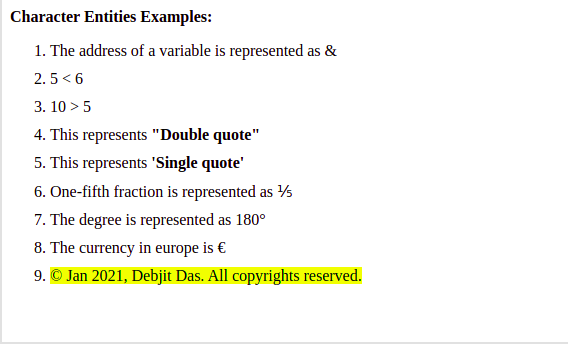 Character Entities Examples:
1. The address of a variable is represented as &
2. 5 < 6
3. 10 > 5
4. This represents "Double quote"
5. This represents 'Single quote'
6. One-fifth fraction is represented as ⅕
7. The degree is represented as 180°
8. The currency in europe is €
9. © Jan 2021, Debjit Das. All copyrights reserved.